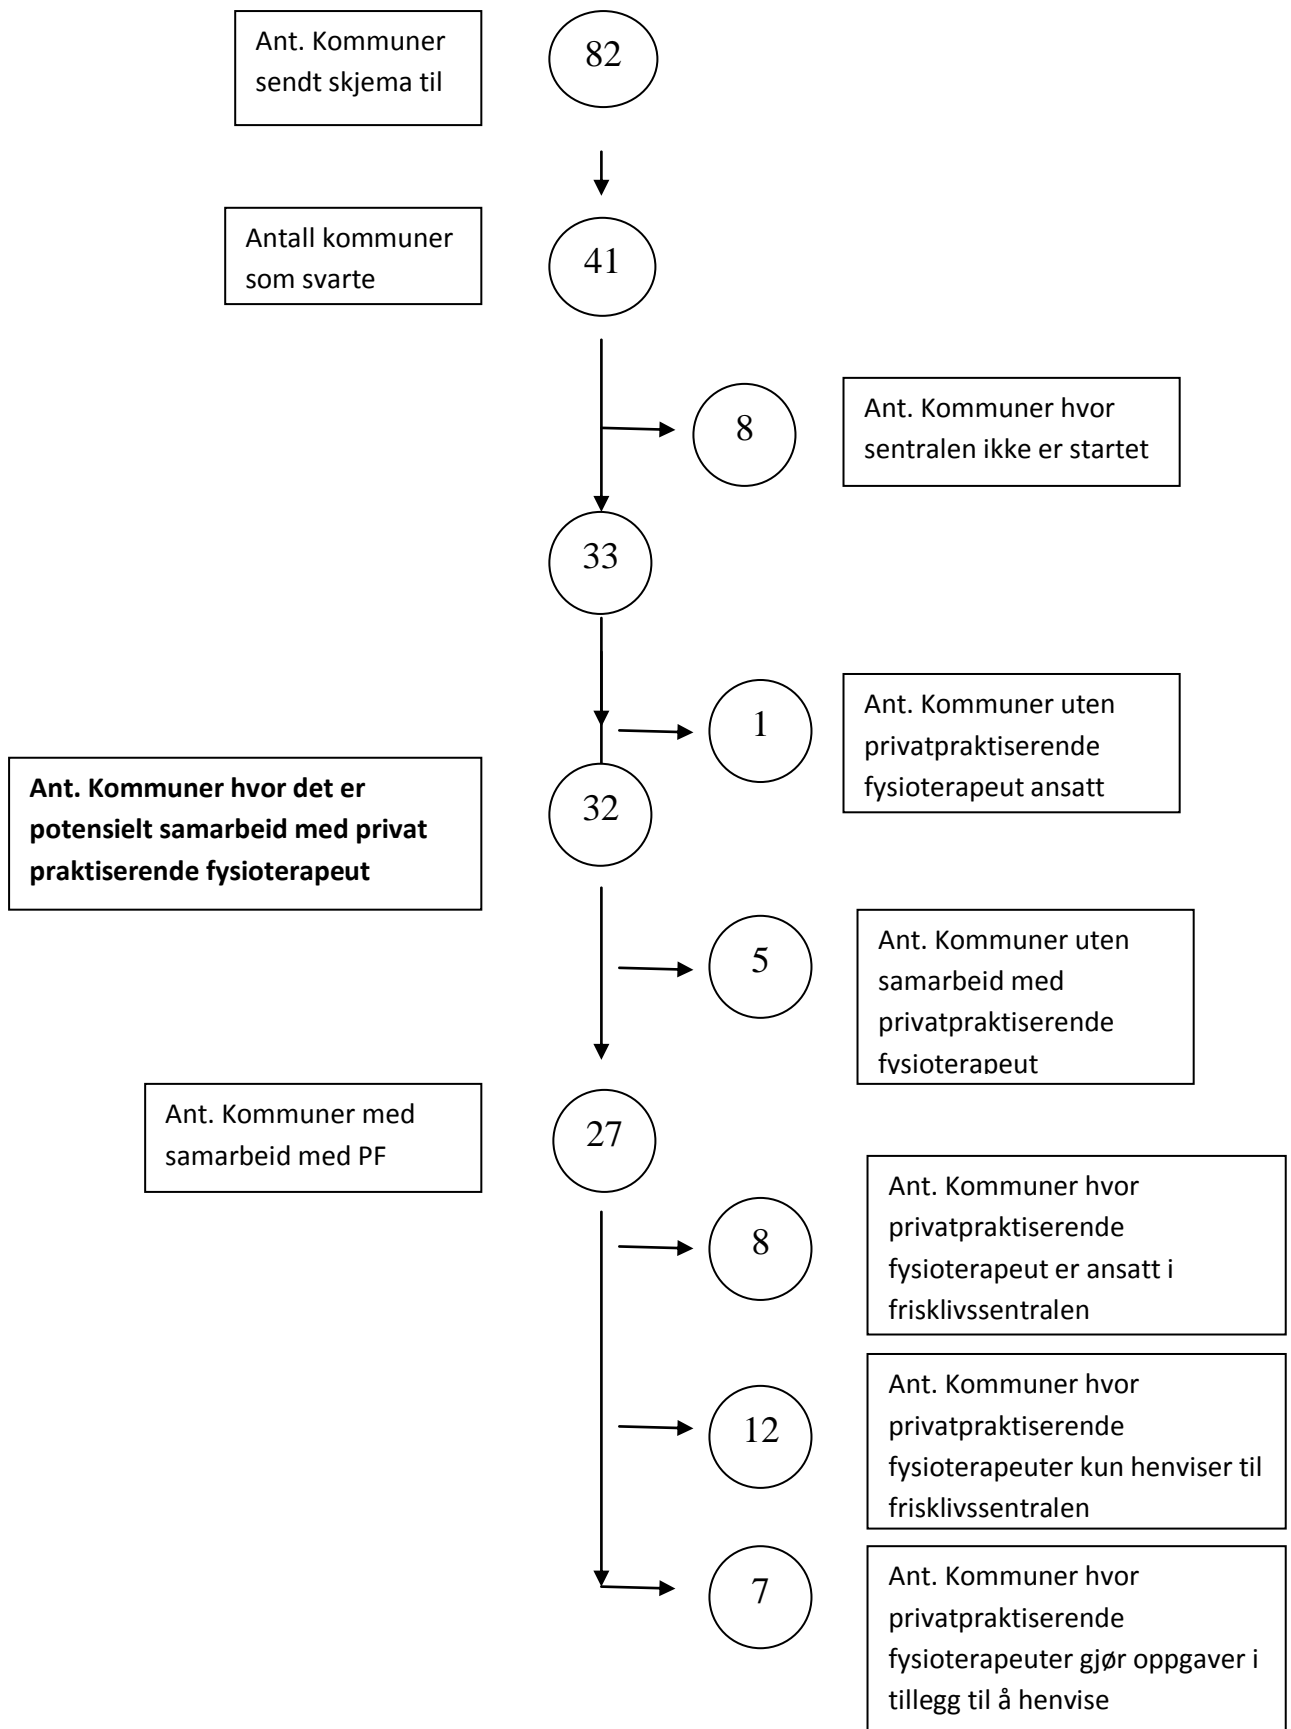 Ant. Kommuner
sendt skjema til
82
Antall kommuner
som svarte
41
8
Ant. Kommuner hvor
sentralen ikke er startet
33
1
Ant. Kommuner uten
privatpraktiserende
fysioterapeut ansatt
Ant. Kommuner hvor det er
potensielt samarbeid med privat
praktiserende fysioterapeut
32
5
Ant. Kommuner uten
samarbeid med
privatpraktiserende
fysioterapeut
Ant. Kommuner med
samarbeid med PF
27
8
Ant. Kommuner hvor
privatpraktiserende
fysioterapeut er ansatt i
frisklivssentralen
12
Ant. Kommuner hvor
privatpraktiserende
fysioterapeuter kun henviser til
frisklivssentralen
7
Ant. Kommuner hvor
privatpraktiserende
fysioterapeuter gjør oppgaver i
tillegg til å henvise